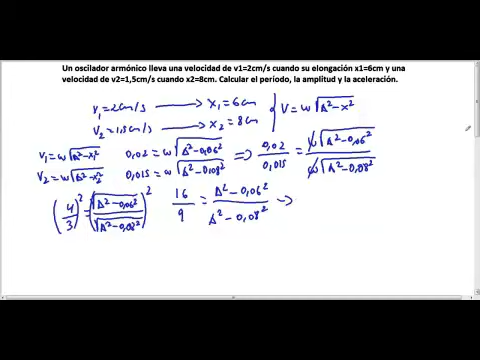 Un oscilador armónico lleva una velocidad de v1=2cm/s cuando su elongación x1=6cm y una
velocidad de v2=1,5cm/s cuando x2=8cm. Calcular el período, la amplitud y la aceleración.
V₁ = 2cm/s ⟶ X₁ = 6cm { V = ω√(A² − x²)
V₂ = 1,5cm/s ⟶ X₂ = 8cm
V₁ = ω√(A² − x₁²) 0,02 = ω√(A² − 0,06²) ⇒ 0,02/0,015 = ω√(A² − 0,06²)/ω√(A² − 0,08²)
V₂ = ω√(A² − x₂²) 0,015 = ω√(A² − 0,08²)
(4/3)² = (√(A² − 0,06²)/√(A² − 0,08²))² 16/9 = (A² − 0,06²)/(A² − 0,08²) →